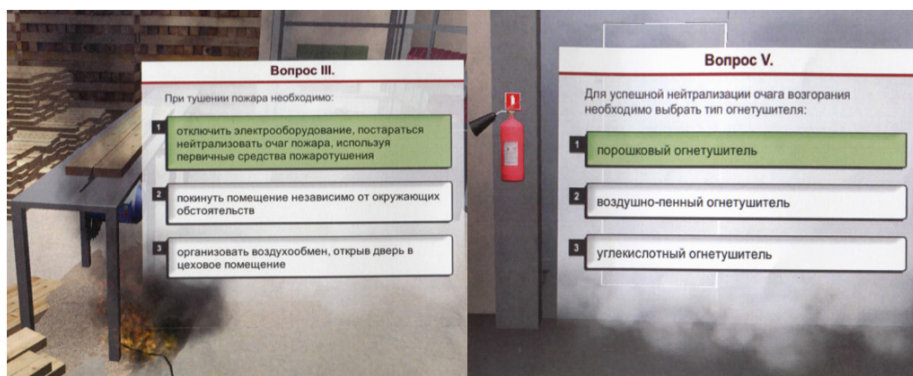 Вопрос III.
При тушении пожара необходимо:
1
отключить электрооборудование, постараться
нейтрализовать очаг пожара, используя
первичные средства пожаротушения
2
покинуть помещение независимо от окружающих
обстоятельств
3
организовать воздухообмен, открыв дверь в
цеховое помещение
Вопрос V.
Для успешной нейтрализации очага возгорания
необходимо выбрать тип огнетушителя:
1
порошковый огнетушитель
2
воздушно-пенный огнетушитель
3
углекислотный огнетушитель